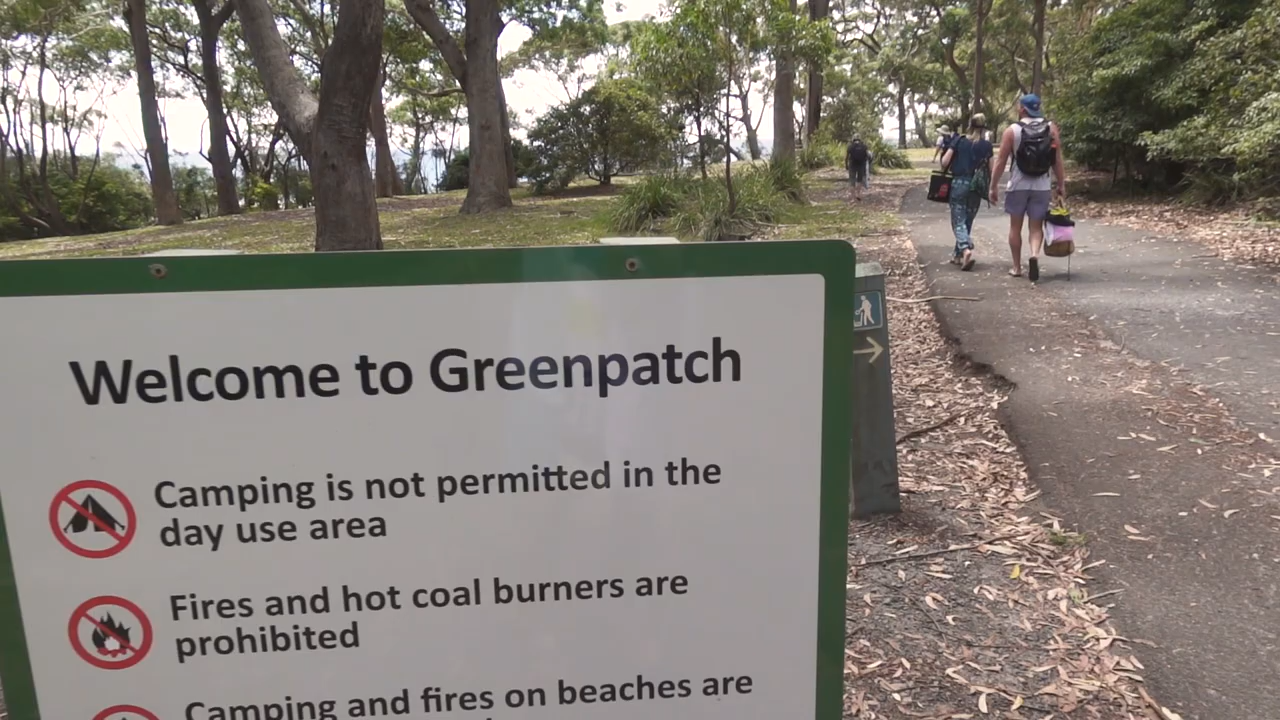 Welcome to Greenpatch
Camping is not permitted in the
day use area
Fires and hot coal burners are
prohibited
Camping and fires on beaches are